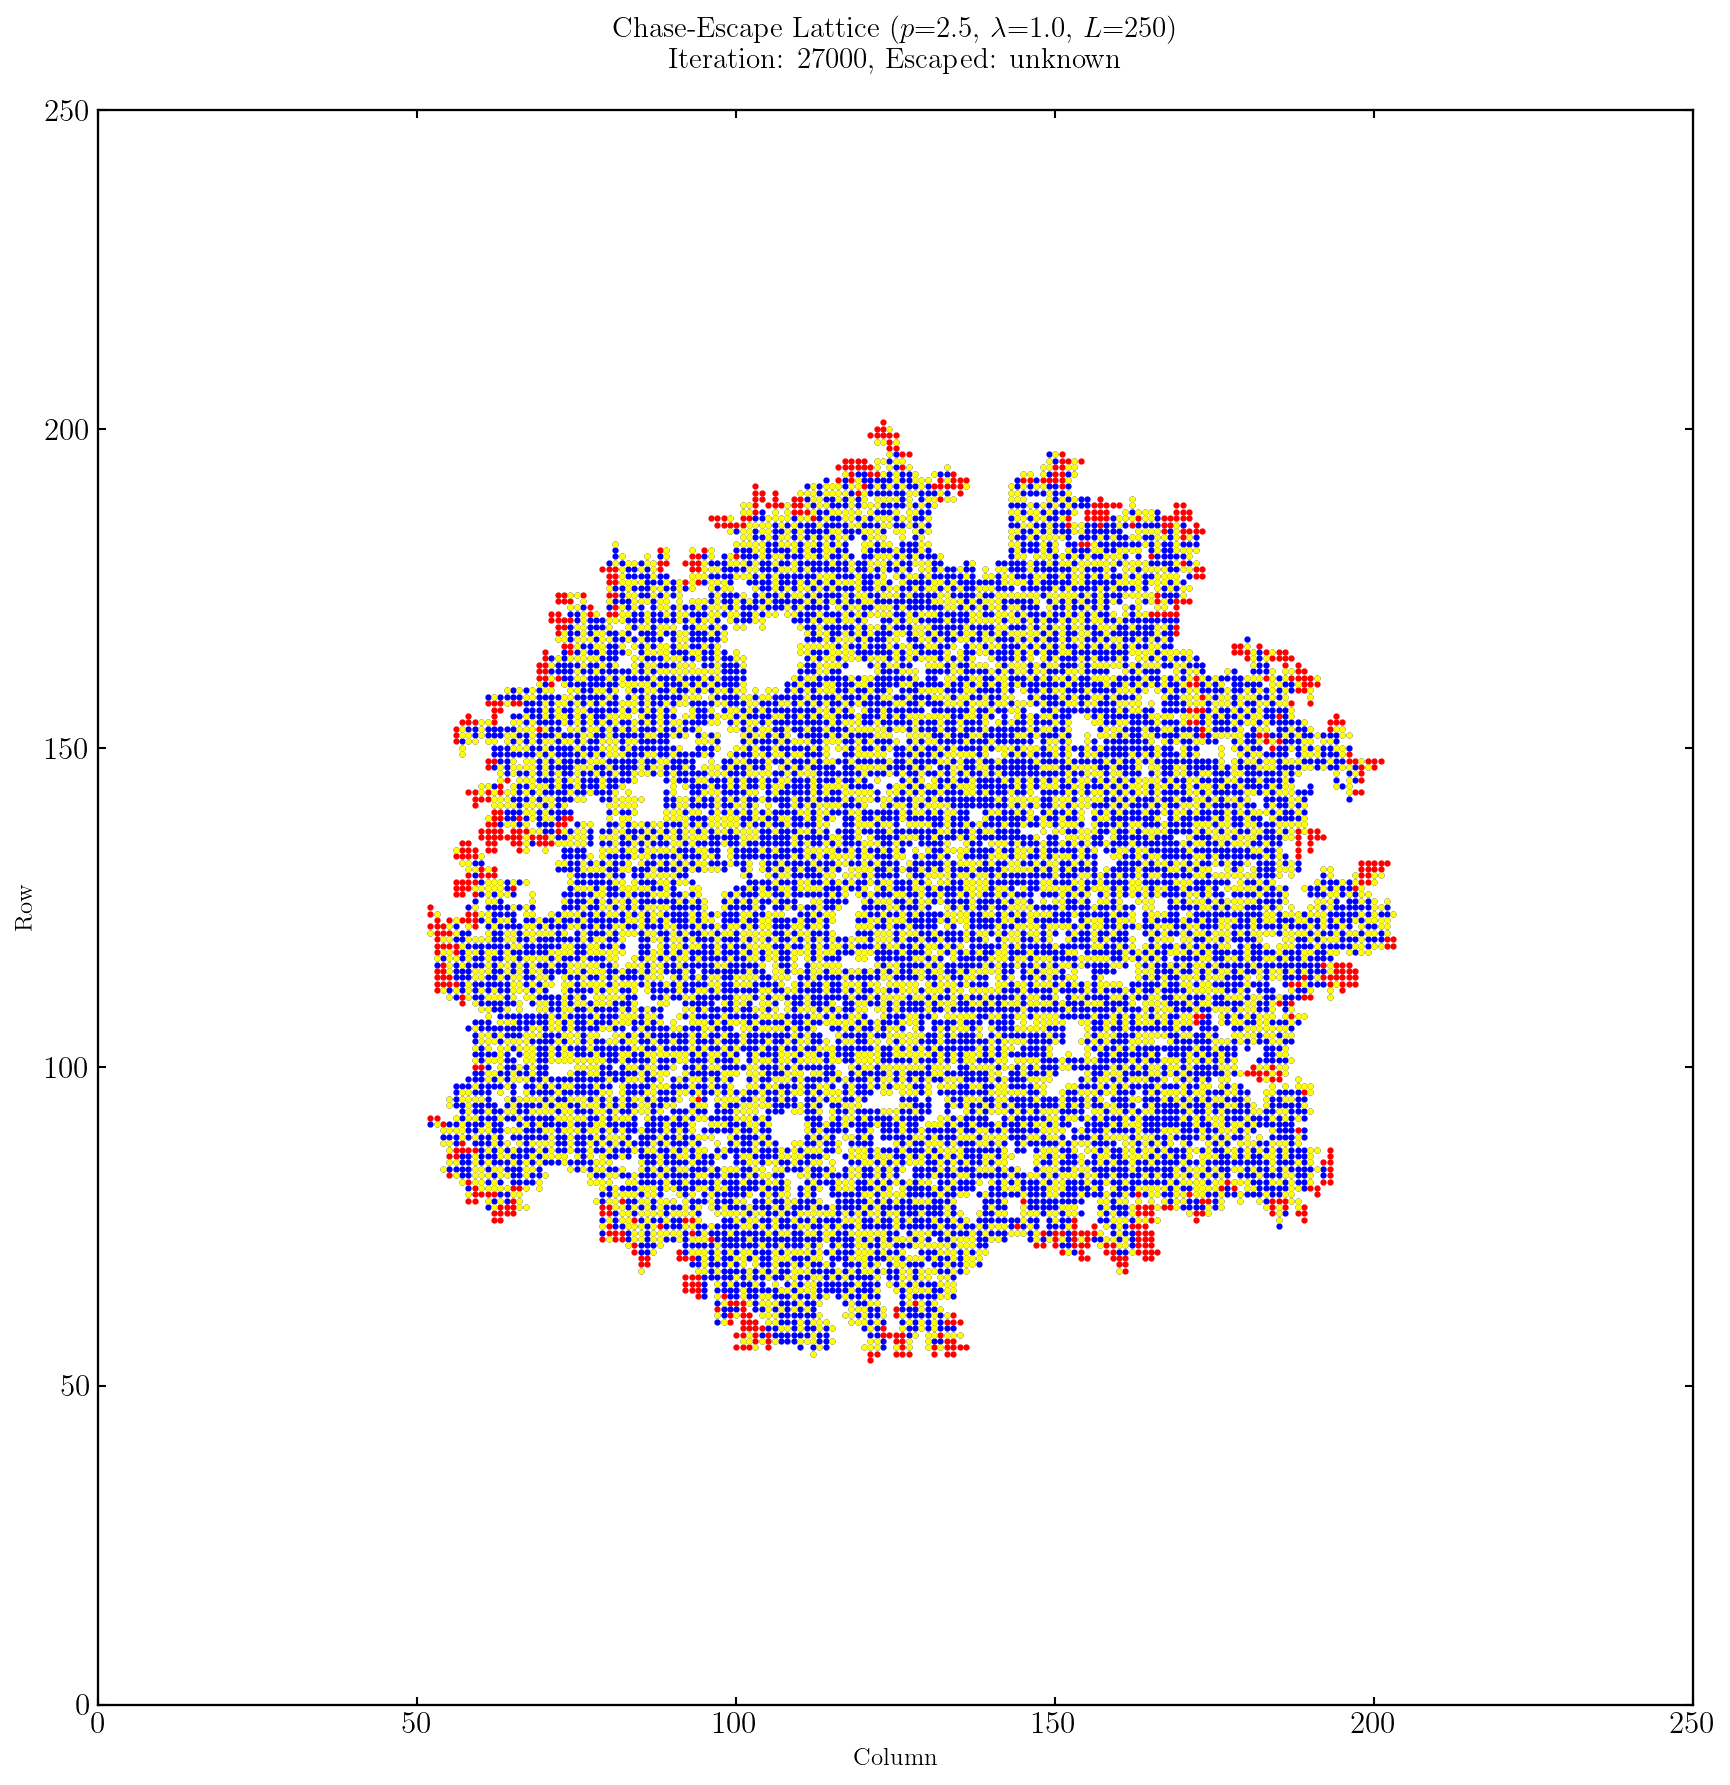 Chase-Escape Lattice (p=2.5, λ=1.0, L=250)
Iteration: 27000, Escaped: unknown
250
200
150
100
50
0
Row
0 50 100 150 200 250
Column